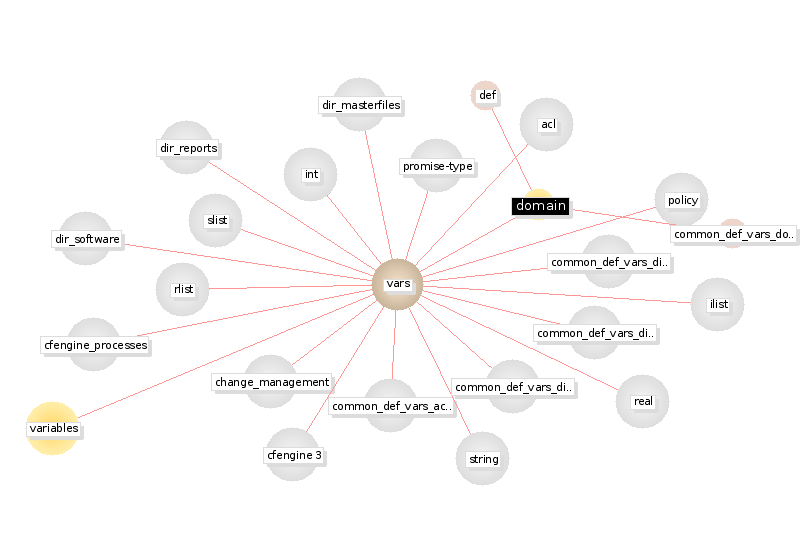 def
dir_masterfiles
acl
dir_reports
promise-type
int
policy
domain
slist
common_def_vars_do..
dir_software
common_def_vars_di..
vars
rlist
ilist
common_def_vars_di..
cfengine_processes
change_management
common_def_vars_di..
real
common_def_vars_ac..
variables
cfengine 3
string